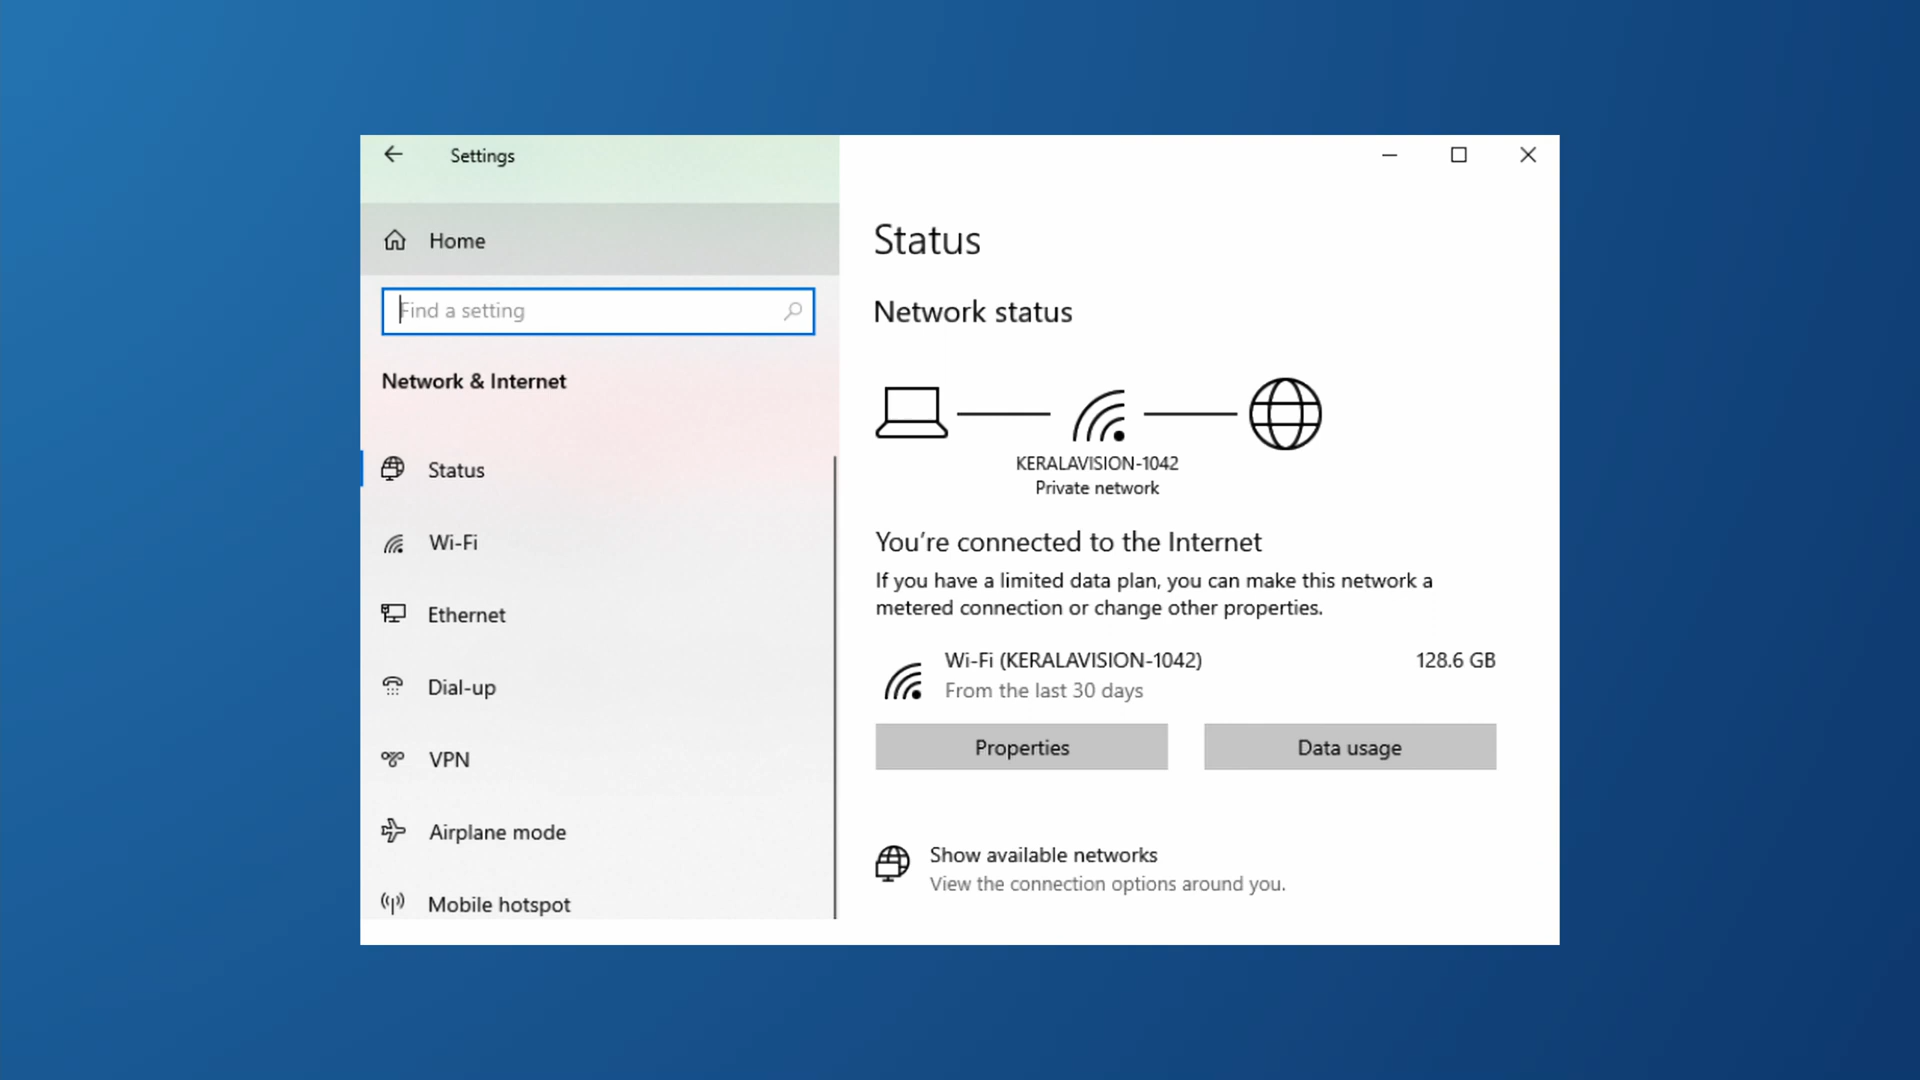 Settings
Home
Find a setting
Network & Internet
Status
Wi-Fi
Ethernet
Dial-up
VPN
Airplane mode
Mobile hotspot
Status
Network status
KERALAVISION-1042
Private network
You’re connected to the Internet
If you have a limited data plan, you can make this network a
metered connection or change other properties.
Wi-Fi (KERALAVISION-1042) 128.6 GB
From the last 30 days
Properties Data usage
Show available networks
View the connection options around you.